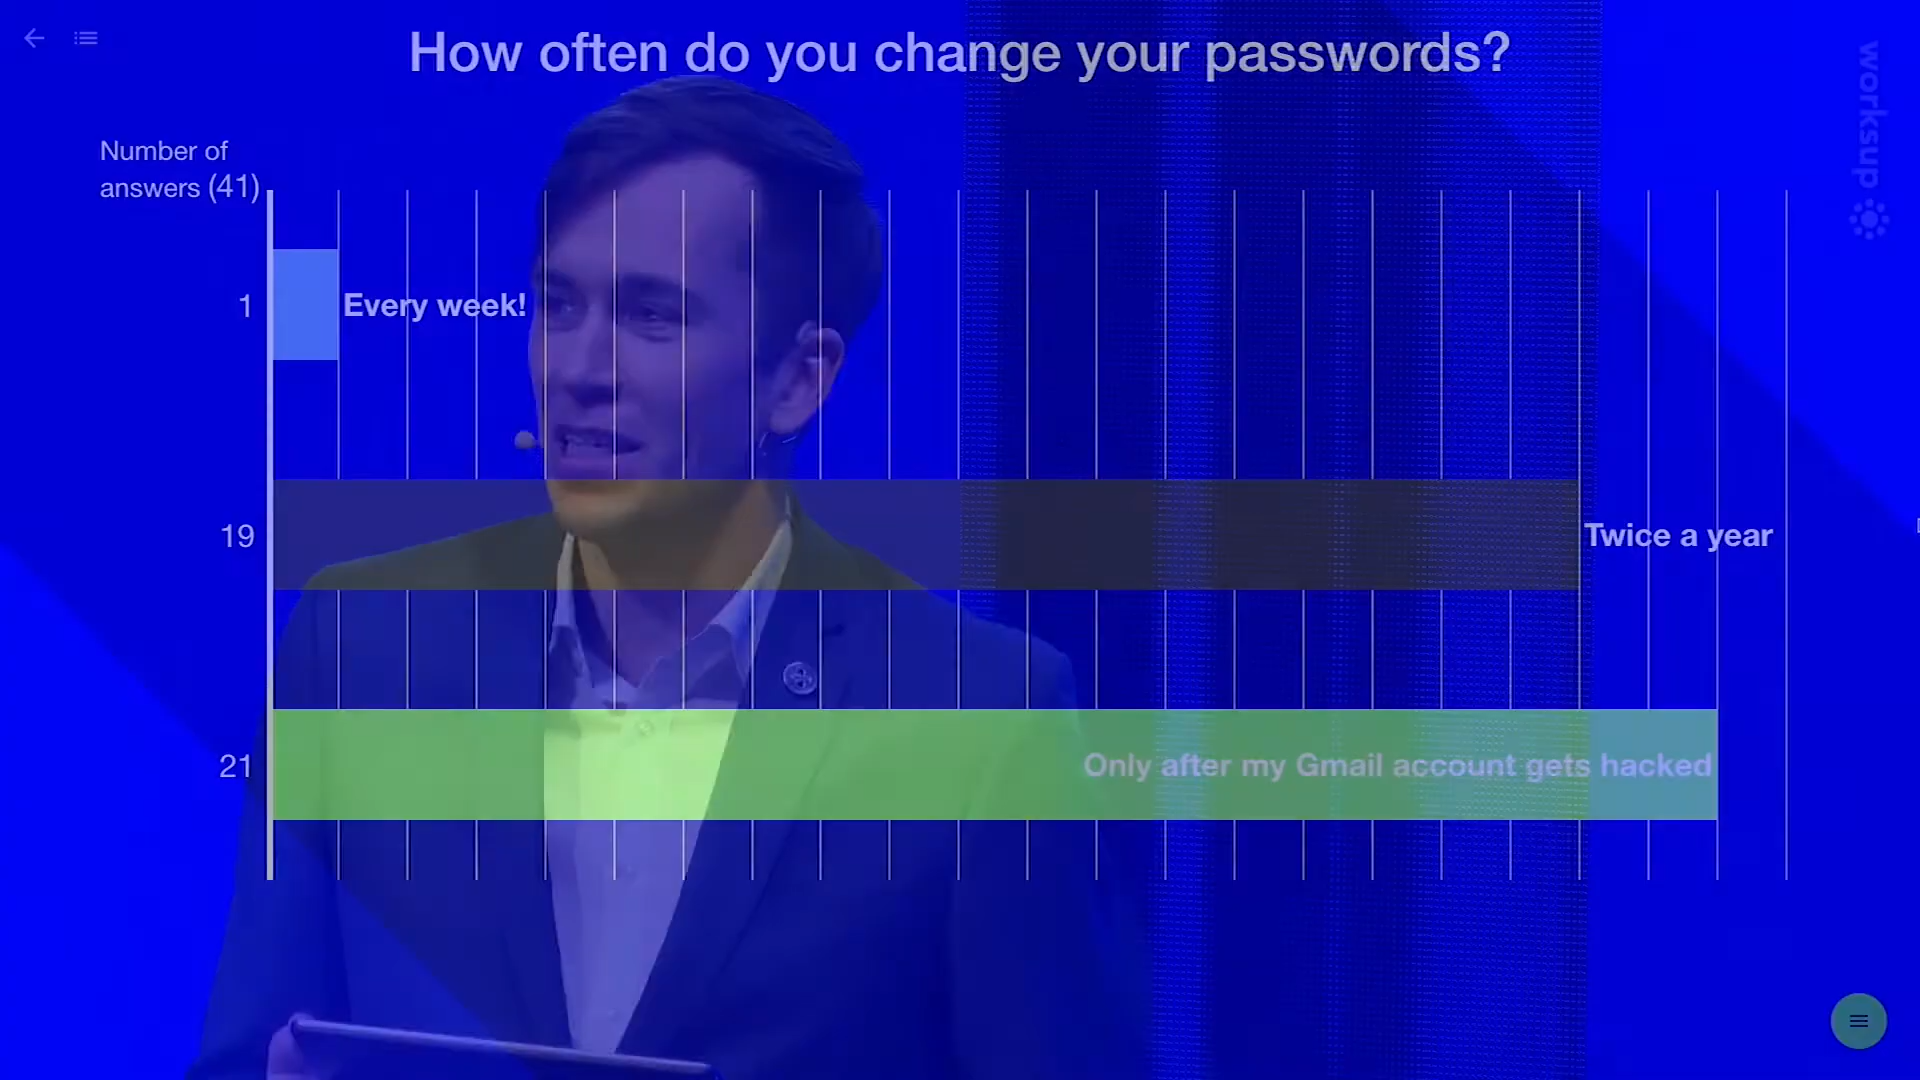 How often do you change your passwords?
worksup
Number of
answers (41)
1
Every week!
19
Twice a year
21
Only after my Gmail account gets hacked